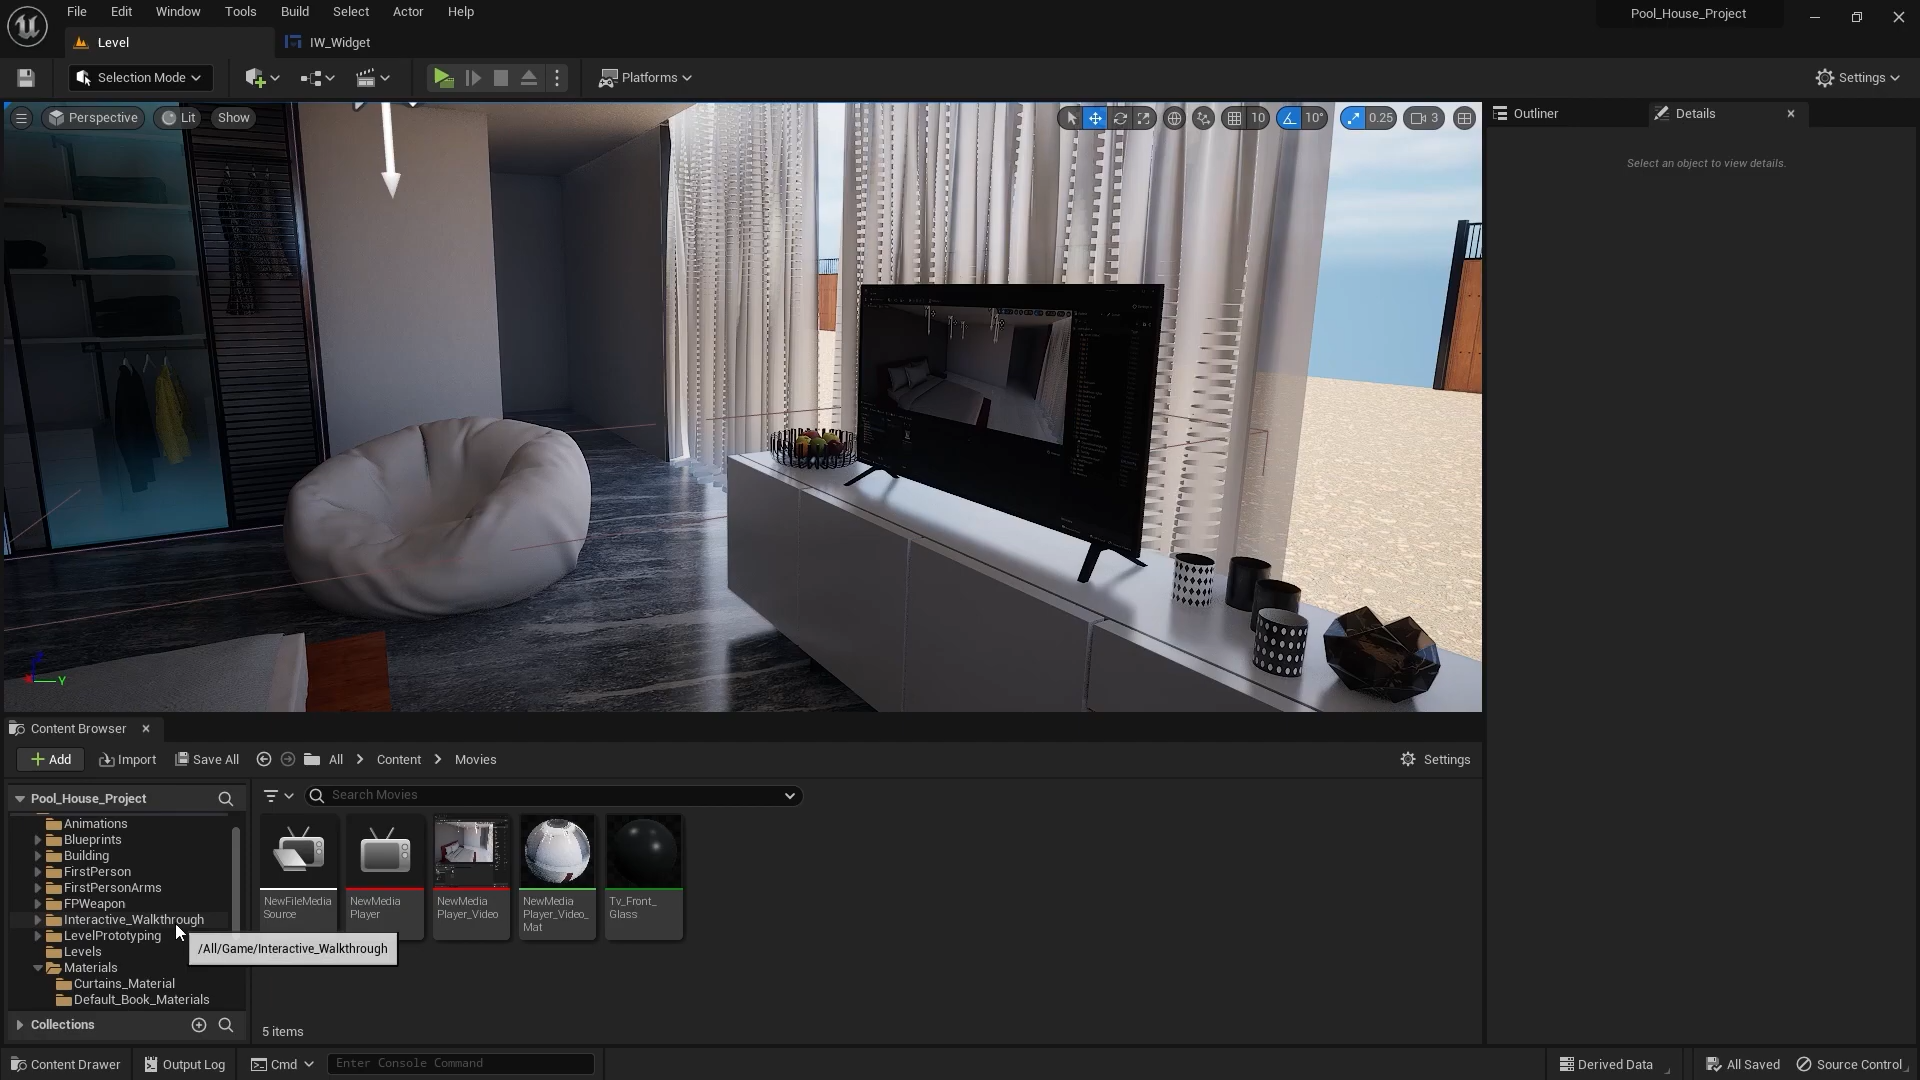 File Edit Window Tools Build Select Actor Help
Pool_House_Project
Level
IW_Widget
Selection Mode
Platforms
Settings
Perspective
Lit
Show
10
10°
0.25
3
Outliner
Details
Select an object to view details.
Content Browser
Add
Import
Save All
All
Content
Movies
Settings
Pool_House_Project
Search Movies
Animations
Blueprints
Building
FirstPerson
FirstPersonArms
FPWeapon
Interactive_Walkthrough
LevelPrototyping
Levels
Materials
Curtains_Material
Default_Book_Materials
NewFileMedia
Source
NewMedia
Player
NewMedia
Player_Video
NewMedia
Player_Video_
Mat
Tv_Front_
Glass
/All/Game/Interactive_Walkthrough
Collections
5 items
Content Drawer
Output Log
Cmd
Enter Console Command
Derived Data
All Saved
Source Control
Y